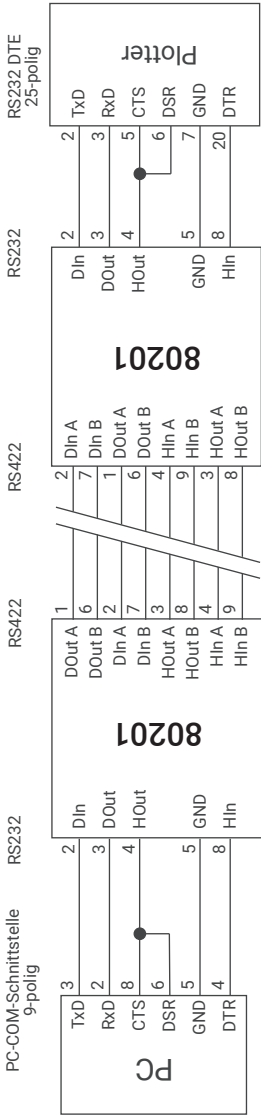 PC-COM-Schnittstelle
9-polig
PC
TxD 3
RxD 2
CTS 8
DSR 6
GND 5
DTR 4
RS232
2 DIn
3 DOut
4 HOut
5 GND
8 HIn
80201
RS422
DOut A 1
DOut B 6
DIn A 2
DIn B 7
HOut A 3
HOut B 8
HIn A 4
HIn B 9
RS422
2 DIn A
7 DIn B
1 DOut A
6 DOut B
4 HIn A
9 HIn B
3 HOut A
8 HOut B
80201
RS232
DIn 2
DOut 3
HOut 4
GND 5
HIn 8
RS232 DTE
25-polig
2 TxD
3 RxD
5 CTS
6 DSR
7 GND
20 DTR
Plotter